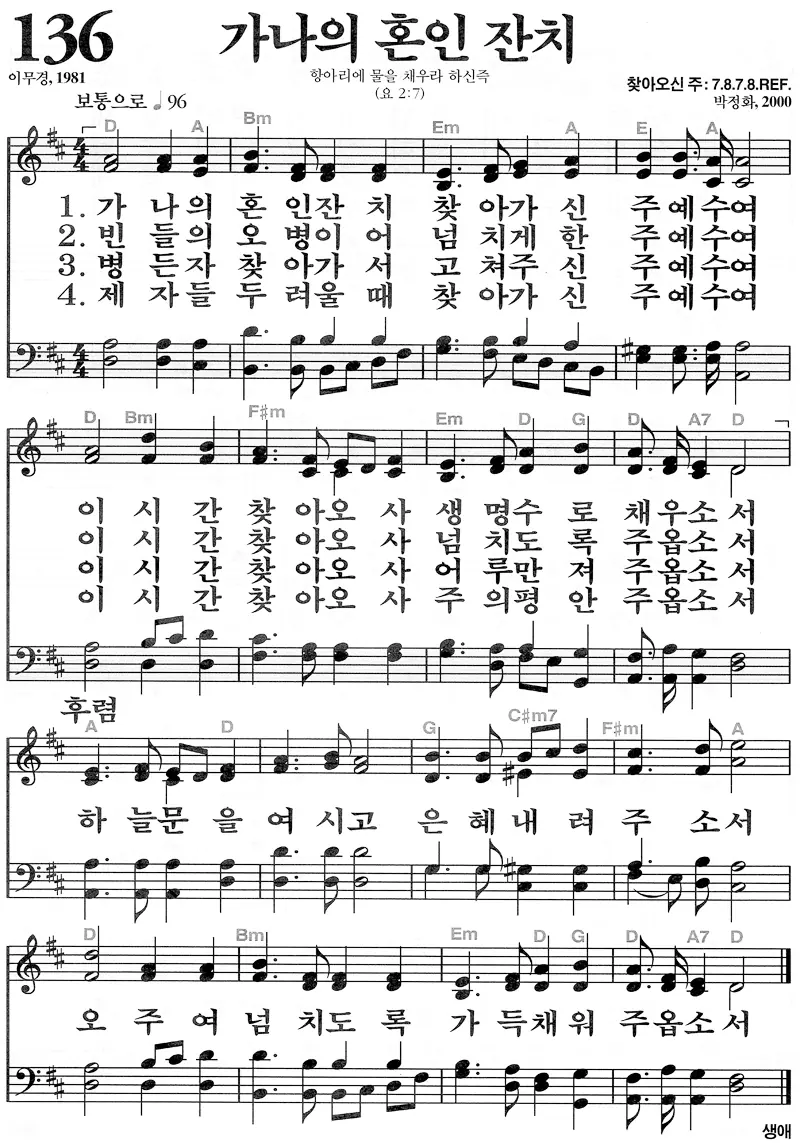 136 가나의 혼인 잔치
이무경, 1981
항아리에 물을 채우라 하신즉
(요 2:7)
찾아오신 주: 7.8.7.8.REF.
박정화, 2000
보통으로 ♩96
D A Bm Em A E A
1. 가 나의 혼 인잔 치 찾 아가 신 주 예 수여
2. 빈 들의 오 병이 어 넘 치게 한 주 예 수여
3. 병 든자 찾 아가 서 고 쳐주 신 주 예 수여
4. 제 자들 두 려울 때 찾 아가 신 주 예 수여
D Bm F♯m Em D G D A7 D
이 시 간 찾 아오 사 생 명수 로 채 우소 서
이 시 간 찾 아오 사 넘 치도 록 주 옵소 서
이 시 간 찾 아오 사 어 루만 져 주 옵소 서
이 시 간 찾 아오 사 주 의평 안 주 옵소 서
후렴
A D G C♯m7 F♯m A
하 늘문 을 여 시고 은 혜 내 려 주 소서
D Bm Em D G D A7 D
오 주 여 넘 치도 록 가 득채 워 주 옵소 서
생애